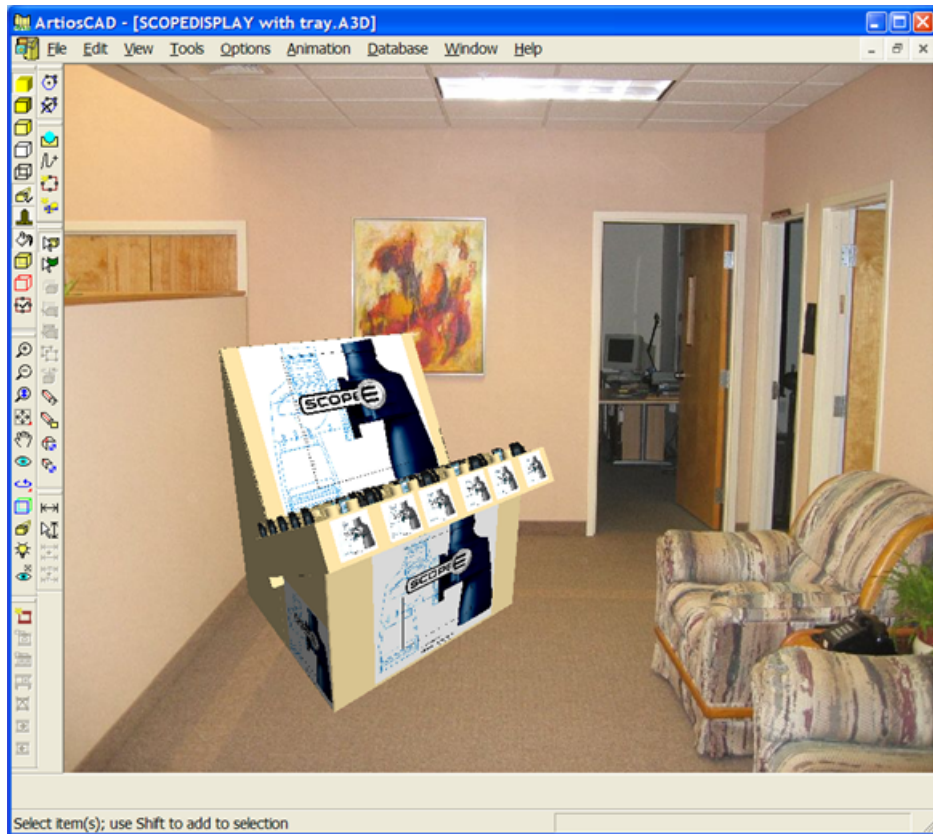 ArtiosCAD - [SCOPEDISPLAY with tray.A3D]
File Edit View Tools Options Animation Database Window Help
SCOPE
SCOPE
Select item(s); use Shift to add to selection